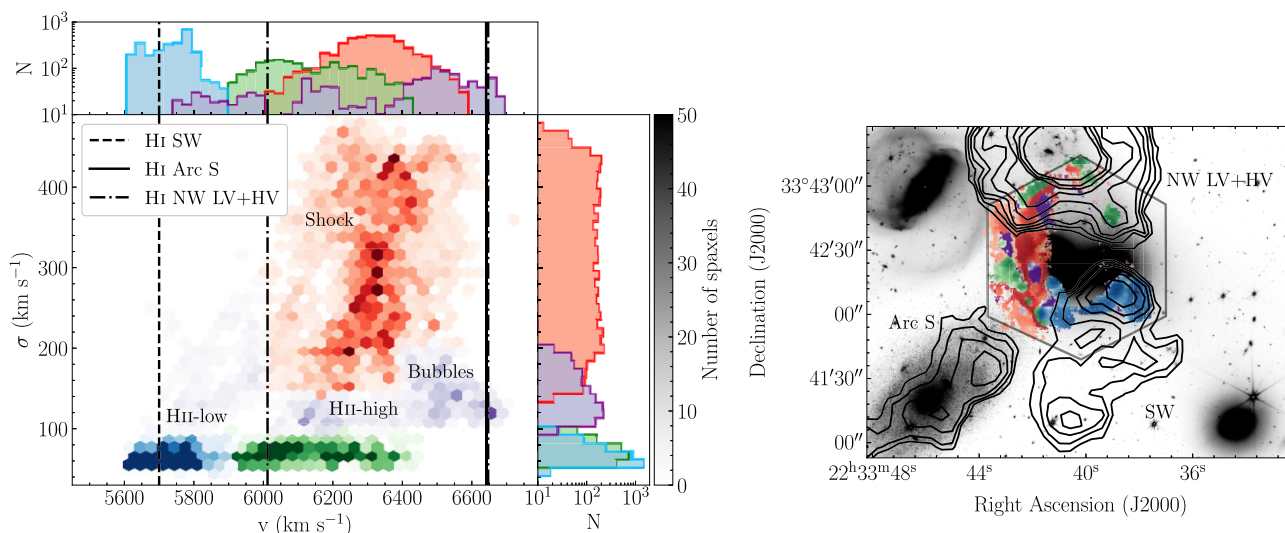 10³
10²
10¹
N
Hɪ SW
Hɪ Arc S
Hɪ NW LV+HV
Shock
Bubbles
Hɪɪ-high
Hɪɪ-low
400
300
200
100
σ (km s⁻¹)
5600 5800 6000 6200 6400 6600
v (km s⁻¹)
10¹ 10² 10³
N
50
40
30
20
10
0
Number of spaxels
NW LV+HV
Arc S
SW
33°43′00″
42′30″
00″
41′30″
00″
Declination (J2000)
22ʰ33ᵐ48ˢ 44ˢ 40ˢ 36ˢ
Right Ascension (J2000)